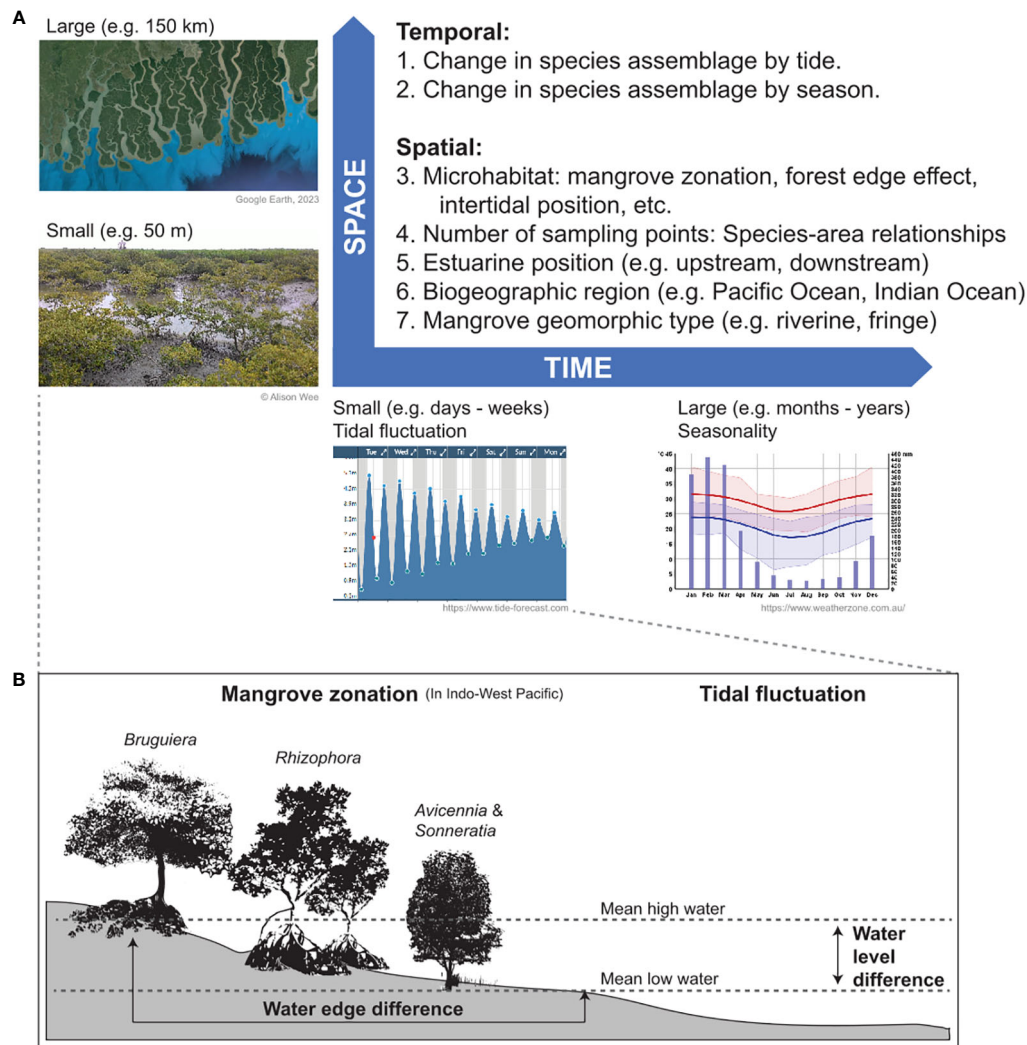 A
Large (e.g. 150 km)
Google Earth, 2023
Small (e.g. 50 m)
© Alison Wee
SPACE
TIME
Temporal:
1. Change in species assemblage by tide.
2. Change in species assemblage by season.
Spatial:
3. Microhabitat: mangrove zonation, forest edge effect,
intertidal position, etc.
4. Number of sampling points: Species-area relationships
5. Estuarine position (e.g. upstream, downstream)
6. Biogeographic region (e.g. Pacific Ocean, Indian Ocean)
7. Mangrove geomorphic type (e.g. riverine, fringe)
Small (e.g. days - weeks)
Tidal fluctuation
Tue Wed Thu Fri Sat Sun Mon
https://www.tide-forecast.com
Large (e.g. months - years)
Seasonality
Jan Feb Mar Apr May Jun Jul Aug Sep Oct Nov Dec
https://www.weatherzone.com.au/
B
Mangrove zonation (In Indo-West Pacific)
Tidal fluctuation
Bruguiera
Rhizophora
Avicennia &
Sonneratia
Mean high water
Water
level
difference
Mean low water
Water edge difference